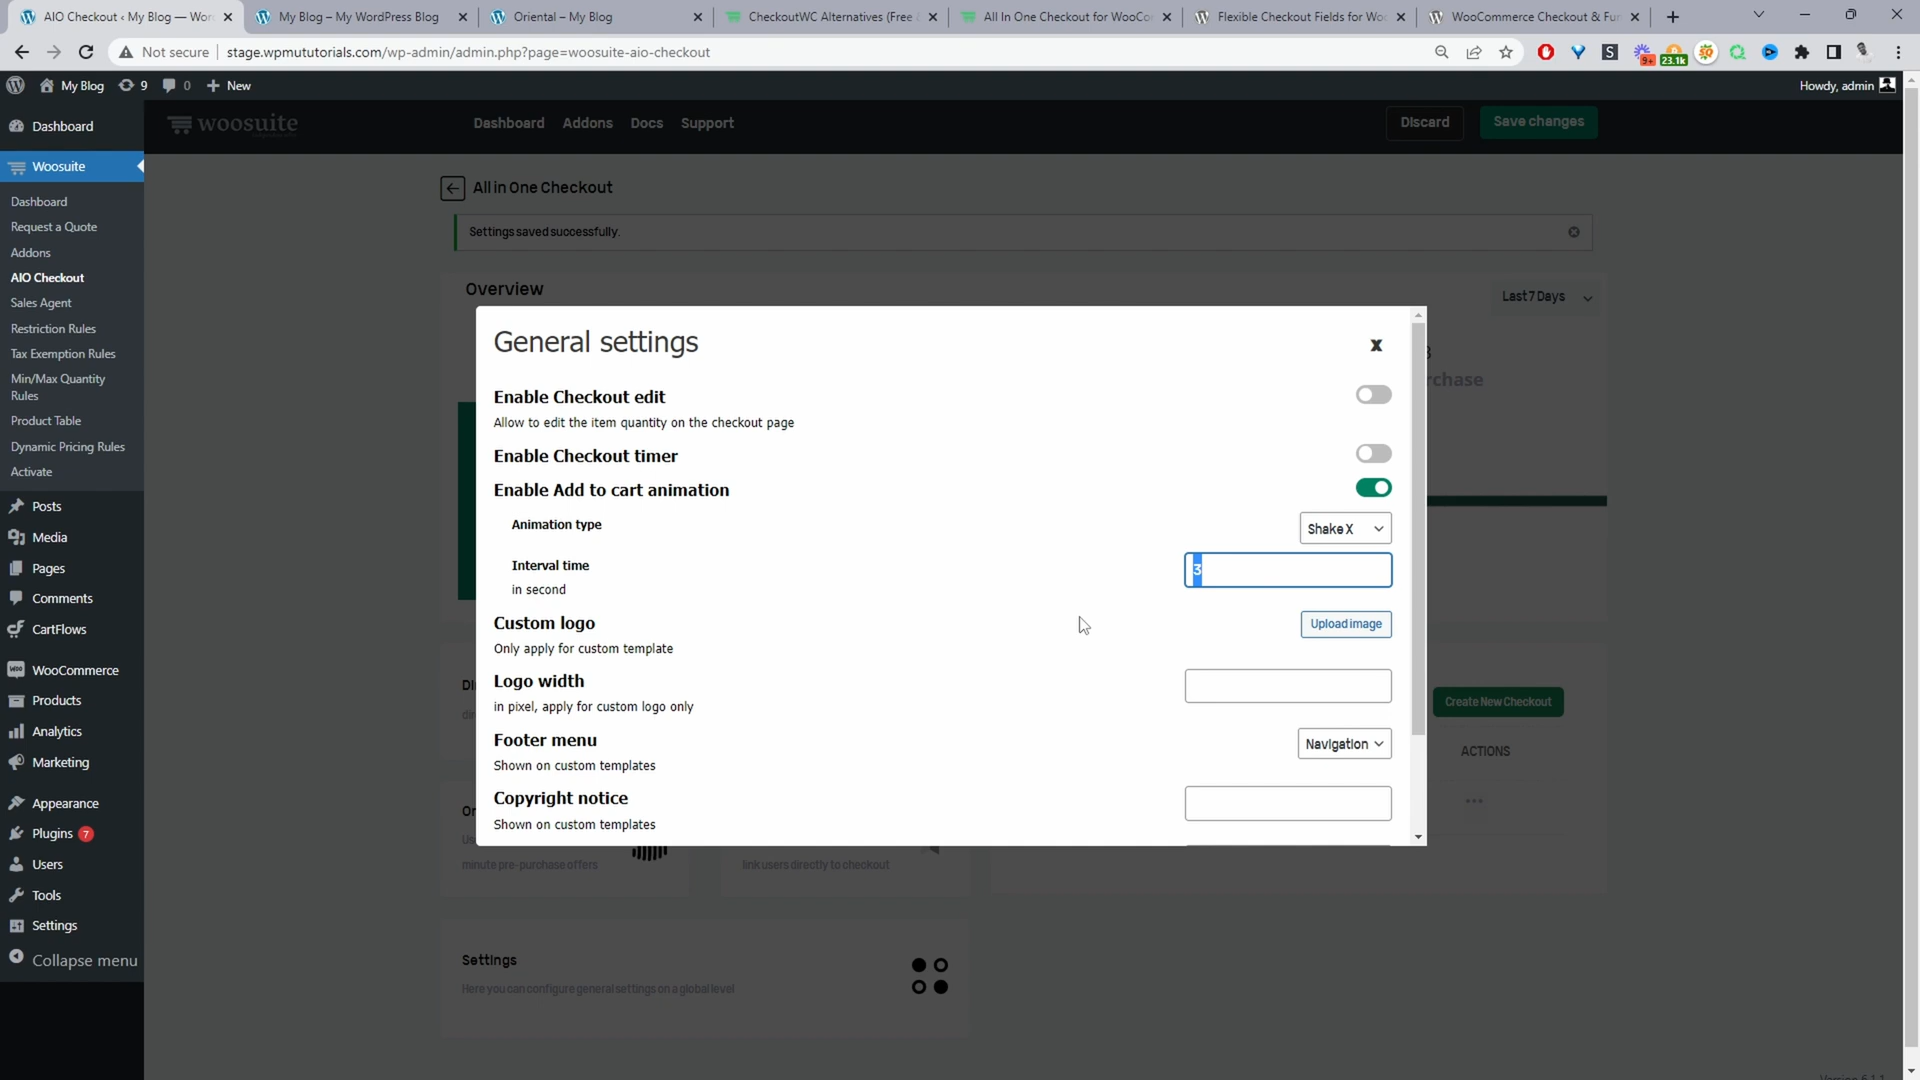 AIO Checkout ‹ My Blog — Wor
My Blog – My WordPress Blog
Oriental – My Blog
CheckoutWC Alternatives (Free
All In One Checkout for WooCo
Flexible Checkout Fields for Wo
WooCommerce Checkout & Fu
Not secure
stage.wpmututorials.com/wp-admin/admin.php?page=woosuite-aio-checkout
9+
23.1k
My Blog
9
0
New
Howdy, admin
woosuite
Dashboard
Addons
Docs
Support
Discard
Save changes
Dashboard
Woosuite
Dashboard
Request a Quote
Addons
AIO Checkout
Sales Agent
Restriction Rules
Tax Exemption Rules
Min/Max Quantity
Rules
Product Table
Dynamic Pricing Rules
Activate
Posts
Media
Pages
Comments
CartFlows
WooCommerce
Products
Analytics
Marketing
Appearance
Plugins 7
Users
Tools
Settings
Collapse menu
All in One Checkout
Settings saved successfully.
Overview
Last 7 Days
rchase
General settings
x
Enable Checkout edit
Allow to edit the item quantity on the checkout page
Enable Checkout timer
Enable Add to cart animation
Animation type
Shake X
Interval time
in second
3
Custom logo
Only apply for custom template
Upload image
Logo width
in pixel, apply for custom logo only
Footer menu
Shown on custom templates
Navigation
Copyright notice
Shown on custom templates
Create New Checkout
ACTIONS
minute pre-purchase offers
link users directly to checkout
Settings
Here you can configure general settings on a global level